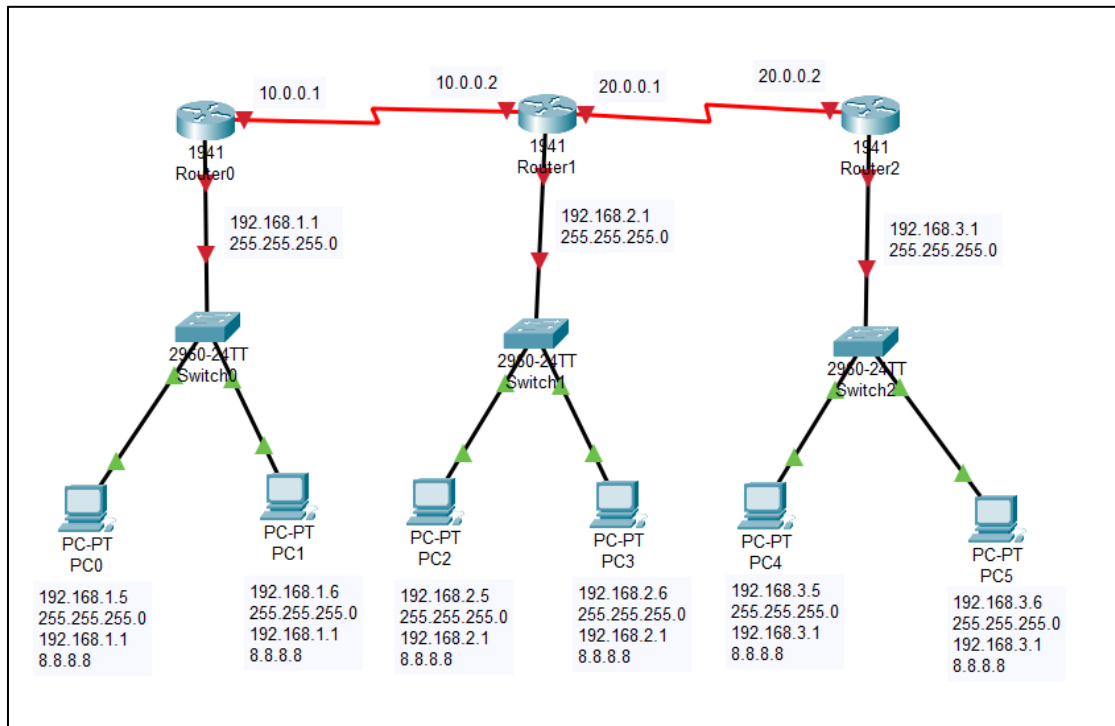 10.0.0.1
10.0.0.2
20.0.0.1
20.0.0.2
1941
Router0
1941
Router1
1941
Router2
192.168.1.1
255.255.255.0
192.168.2.1
255.255.255.0
192.168.3.1
255.255.255.0
2960-24TT
Switch0
2960-24TT
Switch1
2960-24TT
Switch2
PC-PT
PC0
PC-PT
PC1
PC-PT
PC2
PC-PT
PC3
PC-PT
PC4
PC-PT
PC5
192.168.1.5
255.255.255.0
192.168.1.1
8.8.8.8
192.168.1.6
255.255.255.0
192.168.1.1
8.8.8.8
192.168.2.5
255.255.255.0
192.168.2.1
8.8.8.8
192.168.2.6
255.255.255.0
192.168.2.1
8.8.8.8
192.168.3.5
255.255.255.0
192.168.3.1
8.8.8.8
192.168.3.6
255.255.255.0
192.168.3.1
8.8.8.8